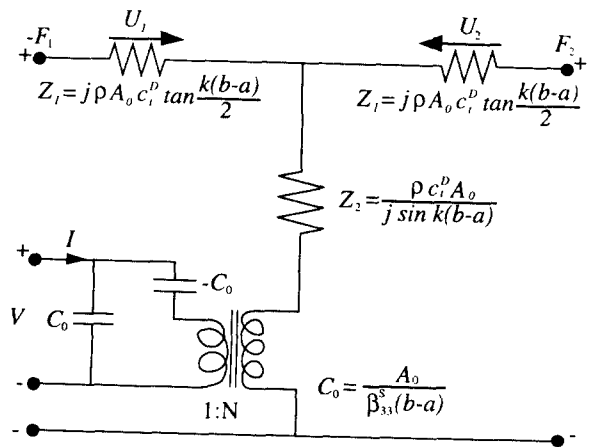 -F₁ U₁ U₂ F₂
+ +
Z₁=jρA₀c_t^D tan k(b-a)/2 Z₁=jρA₀c_t^D tan k(b-a)/2
Z₂= ρc_t^D A₀/j sin k(b-a)
+ I
-C₀
V C₀
- C₀= A₀/β₃₃^s(b-a)
1:N
- -